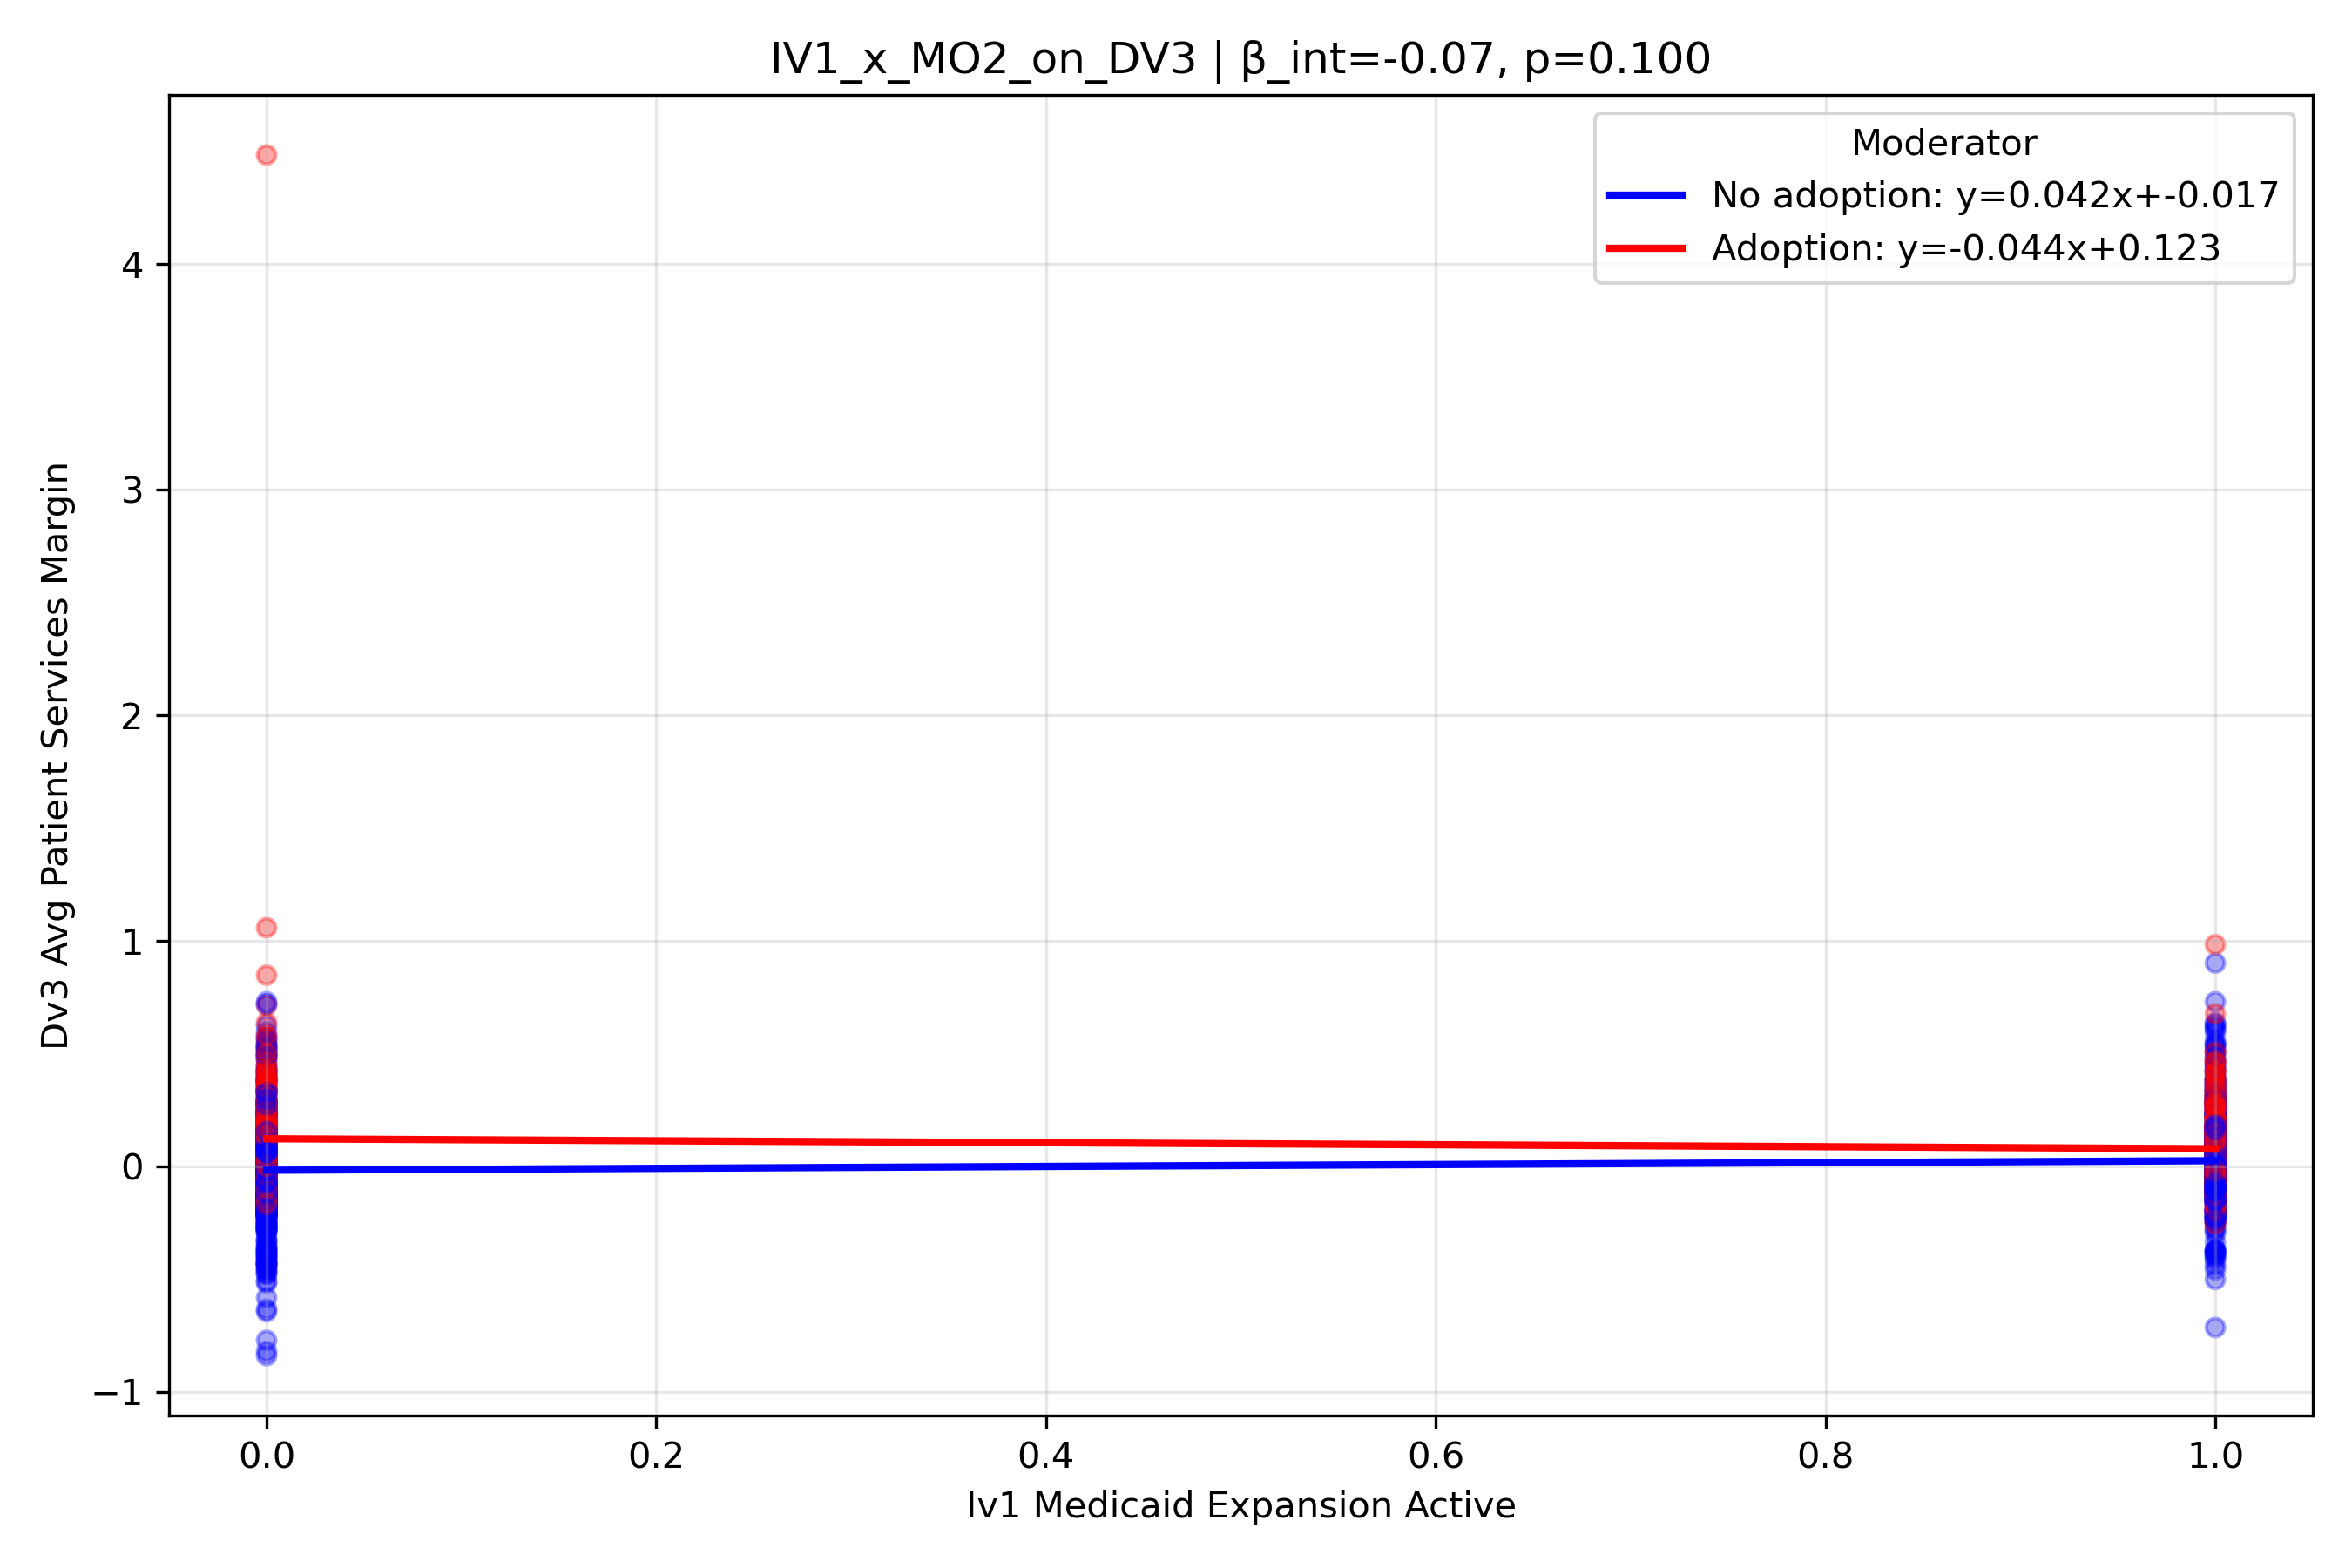 IV1_x_MO2_on_DV3 | β_int=-0.07, p=0.100
Moderator
No adoption: y=0.042x+-0.017
Adoption: y=-0.044x+0.123
Dv3 Avg Patient Services Margin
4
3
2
1
0
−1
0.0 0.2 0.4 0.6 0.8 1.0
Iv1 Medicaid Expansion Active